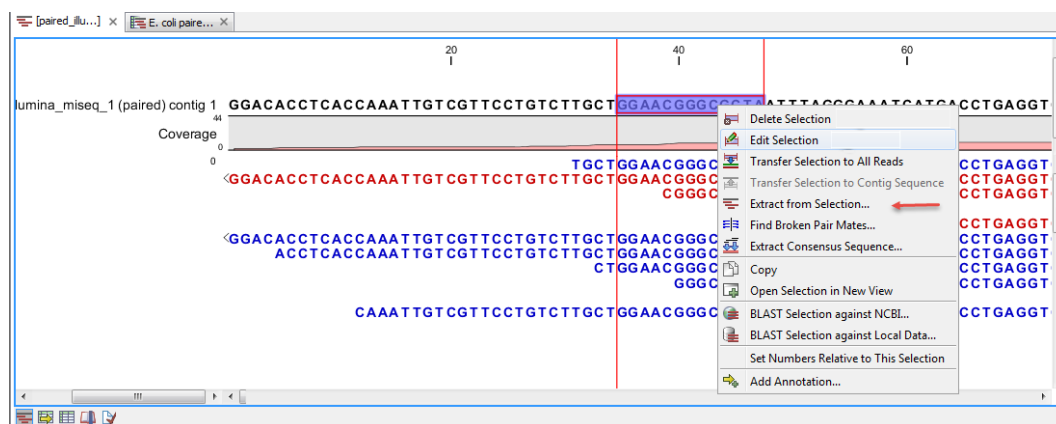 [paired_illu...] E. coli paire...
20 40 60
lumina_miseq_1 (paired) contig 1 GGACACCTCACCAAATTGTCGTTCCTGTCTTGCTGGAACGGGCGCTAATTTACGGAAATCATCACCTGAGGT
44
Coverage
0
0
TGCTGGAACGGGC CCTGAGGT
<GGACACCTCACCAAATTGTCGTTCCTGTCTTGCTGGAACGGGC CCTGAGGT
CGGGC CCTGAGGT
CCTGAGGT
<GGACACCTCACCAAATTGTCGTTCCTGTCTTGCTGGAACGGGC CCTGAGGT
ACCTCACCAAATTGTCGTTCCTGTCTTGCTGGAACGGGC CCTGAGGT
CTGGAACGGGC CCTGAGGT
GGGC CCTGAGGT
CAAATTGTCGTTCCTGTCTTGCTGGAACGGGC CCTGAGGT
Delete Selection
Edit Selection
Transfer Selection to All Reads
Transfer Selection to Contig Sequence
Extract from Selection...
Find Broken Pair Mates...
Extract Consensus Sequence...
Copy
Open Selection in New View
BLAST Selection against NCBI...
BLAST Selection against Local Data...
Set Numbers Relative to This Selection
Add Annotation...